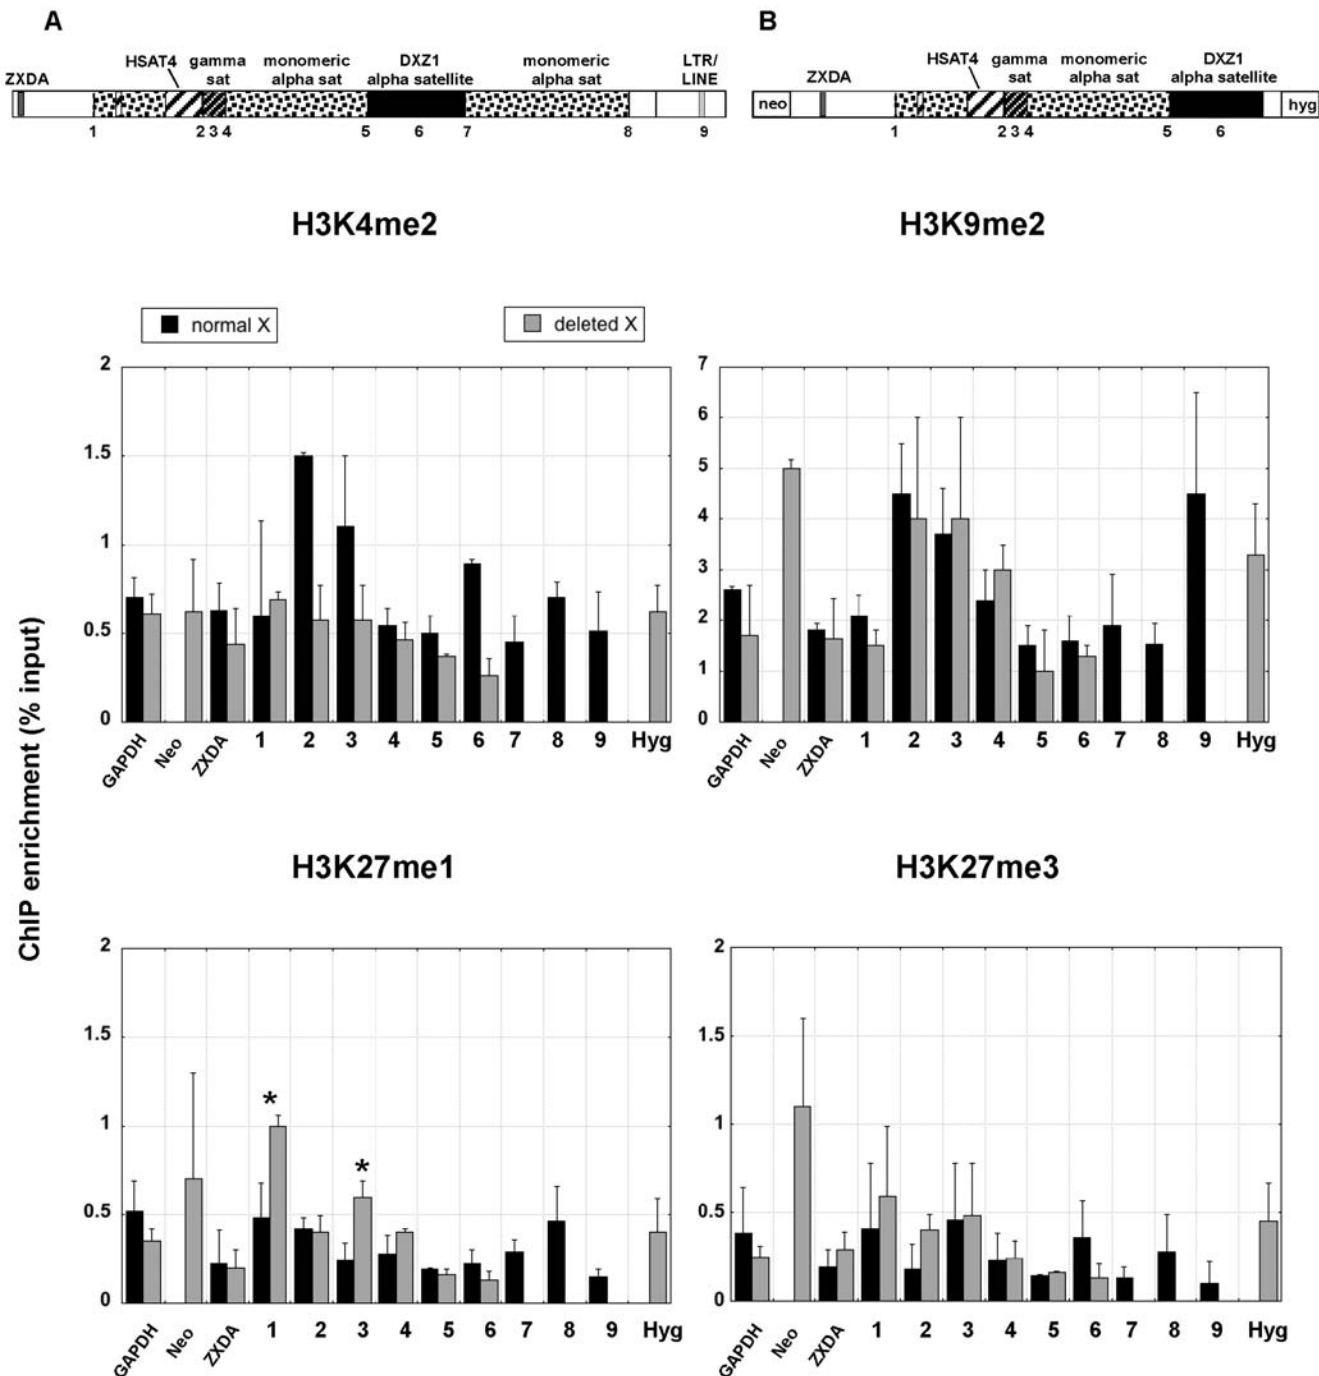 A
B
HSAT4 gamma sat monomeric alpha sat DXZ1 alpha satellite monomeric alpha sat LTR/ LINE
ZXDA
1 2 3 4 5 6 7 8 9
HSAT4 gamma sat monomeric alpha sat DXZ1 alpha satellite
ZXDA
neo hyg
1 2 3 4 5 6
H3K4me2
H3K9me2
normal X
deleted X
ChIP enrichment (% input)
2
1.5
1
0.5
0
GAPDH Neo ZXDA 1 2 3 4 5 6 7 8 9 Hyg
7
6
5
4
3
2
1
0
GAPDH Neo ZXDA 1 2 3 4 5 6 7 8 9 Hyg
H3K27me1
H3K27me3
2
1.5
1
0.5
0
*
*
GAPDH Neo ZXDA 1 2 3 4 5 6 7 8 9 Hyg
2
1.5
1
0.5
0
GAPDH Neo ZXDA 1 2 3 4 5 6 7 8 9 Hyg